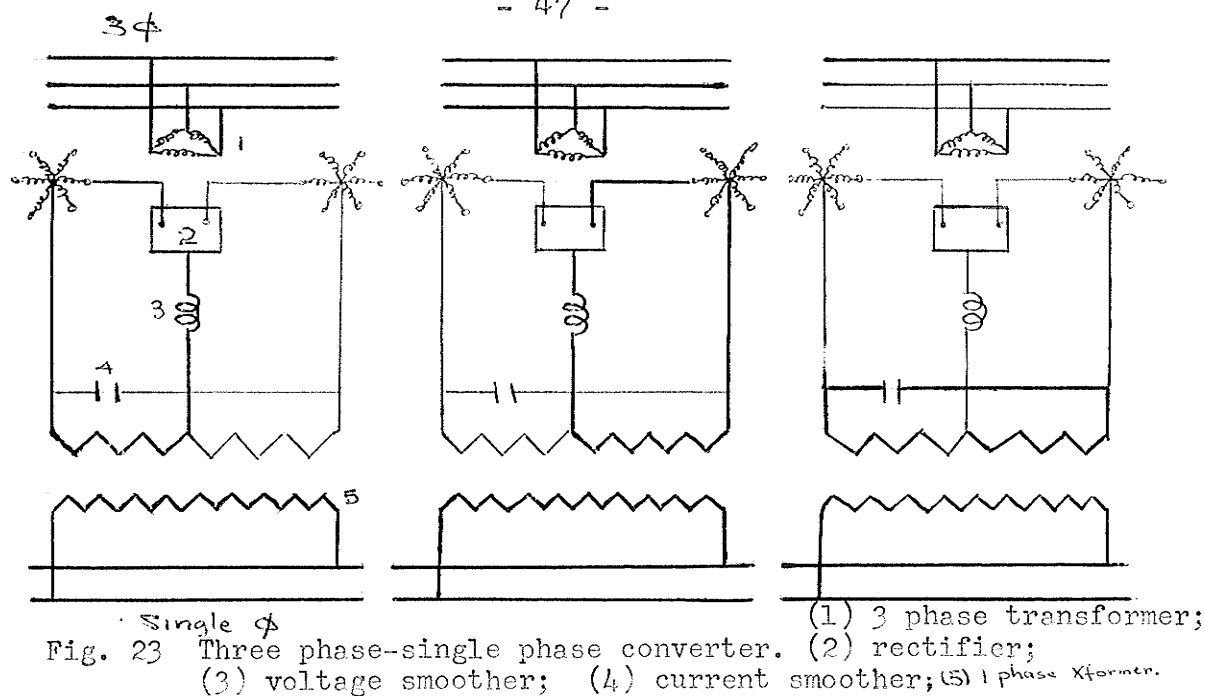 - 47 -
3ϕ
1
2
3
4
5
Single ϕ
(1) 3 phase transformer;
Fig. 23 Three phase-single phase converter. (2) rectifier;
(3) voltage smoother; (4) current smoother; (5) 1 phase Xformer.